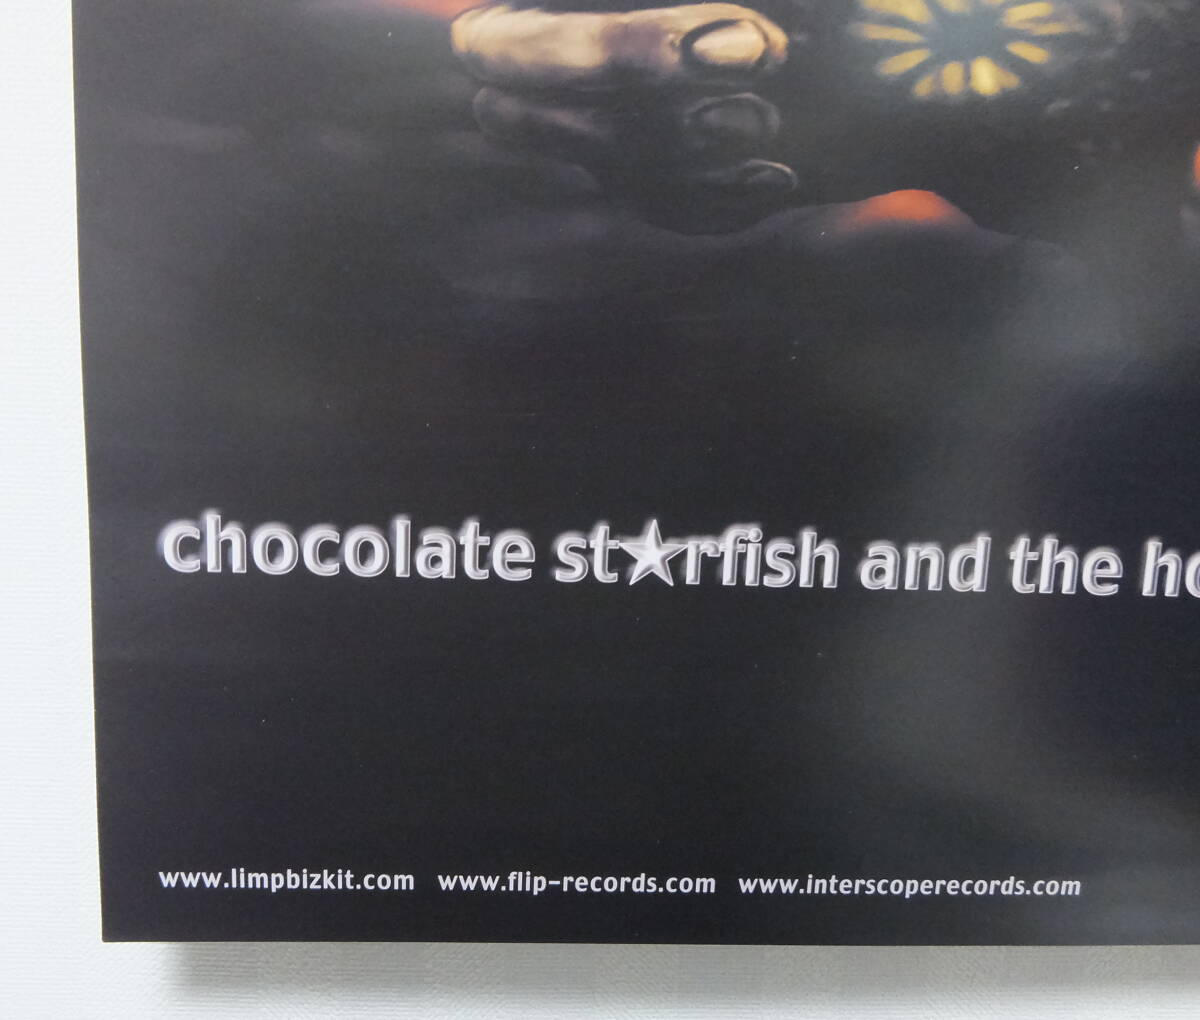 chocolate st★rfish and the ho
www.limpbizkit.com www.flip-records.com www.interscoperecords.com